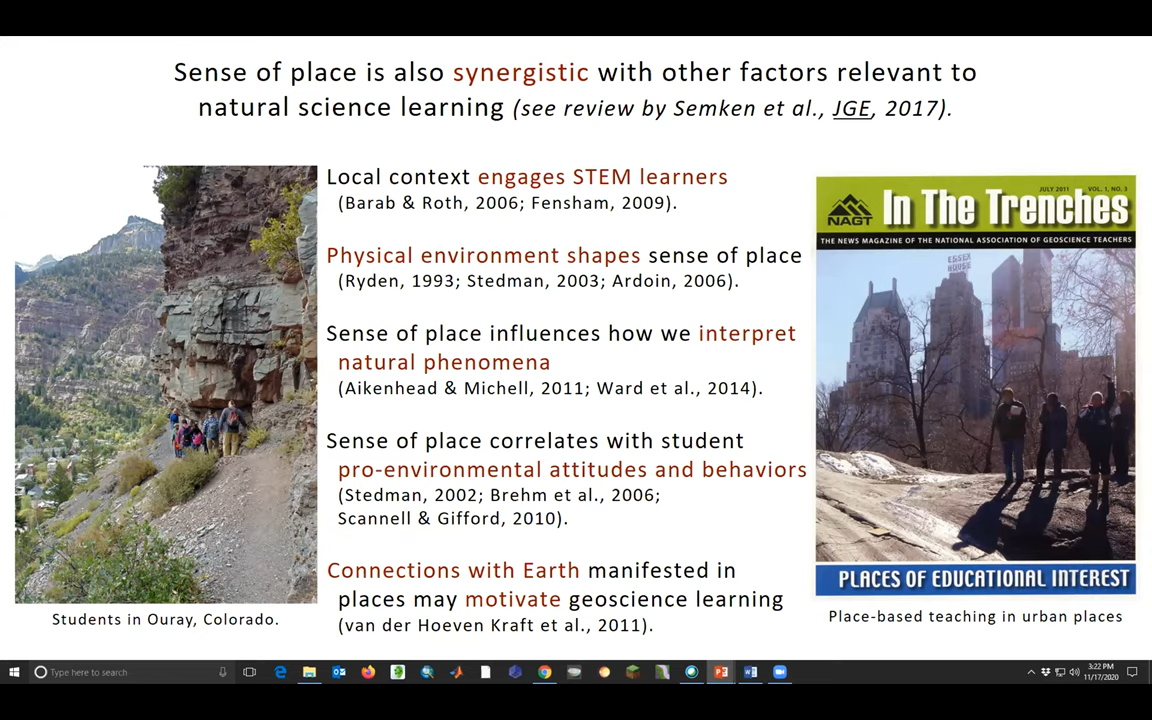 Sense of place is also synergistic with other factors relevant to
natural science learning (see review by Semken et al., JGE, 2017).
Local context engages STEM learners
(Barab & Roth, 2006; Fensham, 2009).
Physical environment shapes sense of place
(Ryden, 1993; Stedman, 2003; Ardoin, 2006).
Sense of place influences how we interpret
natural phenomena
(Aikenhead & Michell, 2011; Ward et al., 2014).
Sense of place correlates with student
pro-environmental attitudes and behaviors
(Stedman, 2002; Brehm et al., 2006;
Scannell & Gifford, 2010).
Connections with Earth manifested in
places may motivate geoscience learning
(van der Hoeven Kraft et al., 2011).
Students in Ouray, Colorado.
JULY 2011 VOL. 1, NO. 3
NAGT
In The Trenches
THE NEWS MAGAZINE OF THE NATIONAL ASSOCIATION OF GEOSCIENCE TEACHERS
ESSEX
HOUSE
PLACES OF EDUCATIONAL INTEREST
Place-based teaching in urban places
Type here to search
3:22 PM
11/17/2020